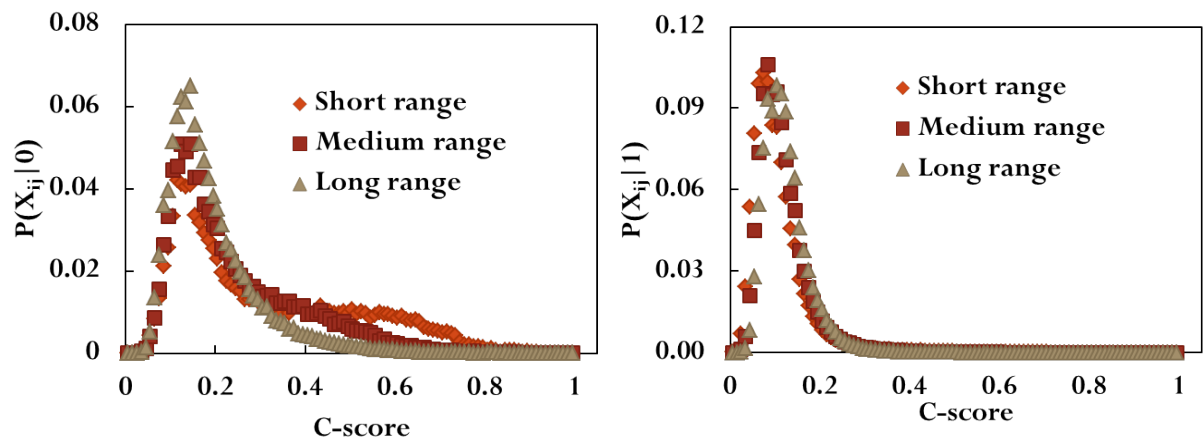 P(Xij|0)
0.08
0.06
0.04
0.02
0
0 0.2 0.4 0.6 0.8 1
C-score
Short range
Medium range
Long range
P(Xij|1)
0.12
0.09
0.06
0.03
0.00
0 0.2 0.4 0.6 0.8 1
C-score
Short range
Medium range
Long range